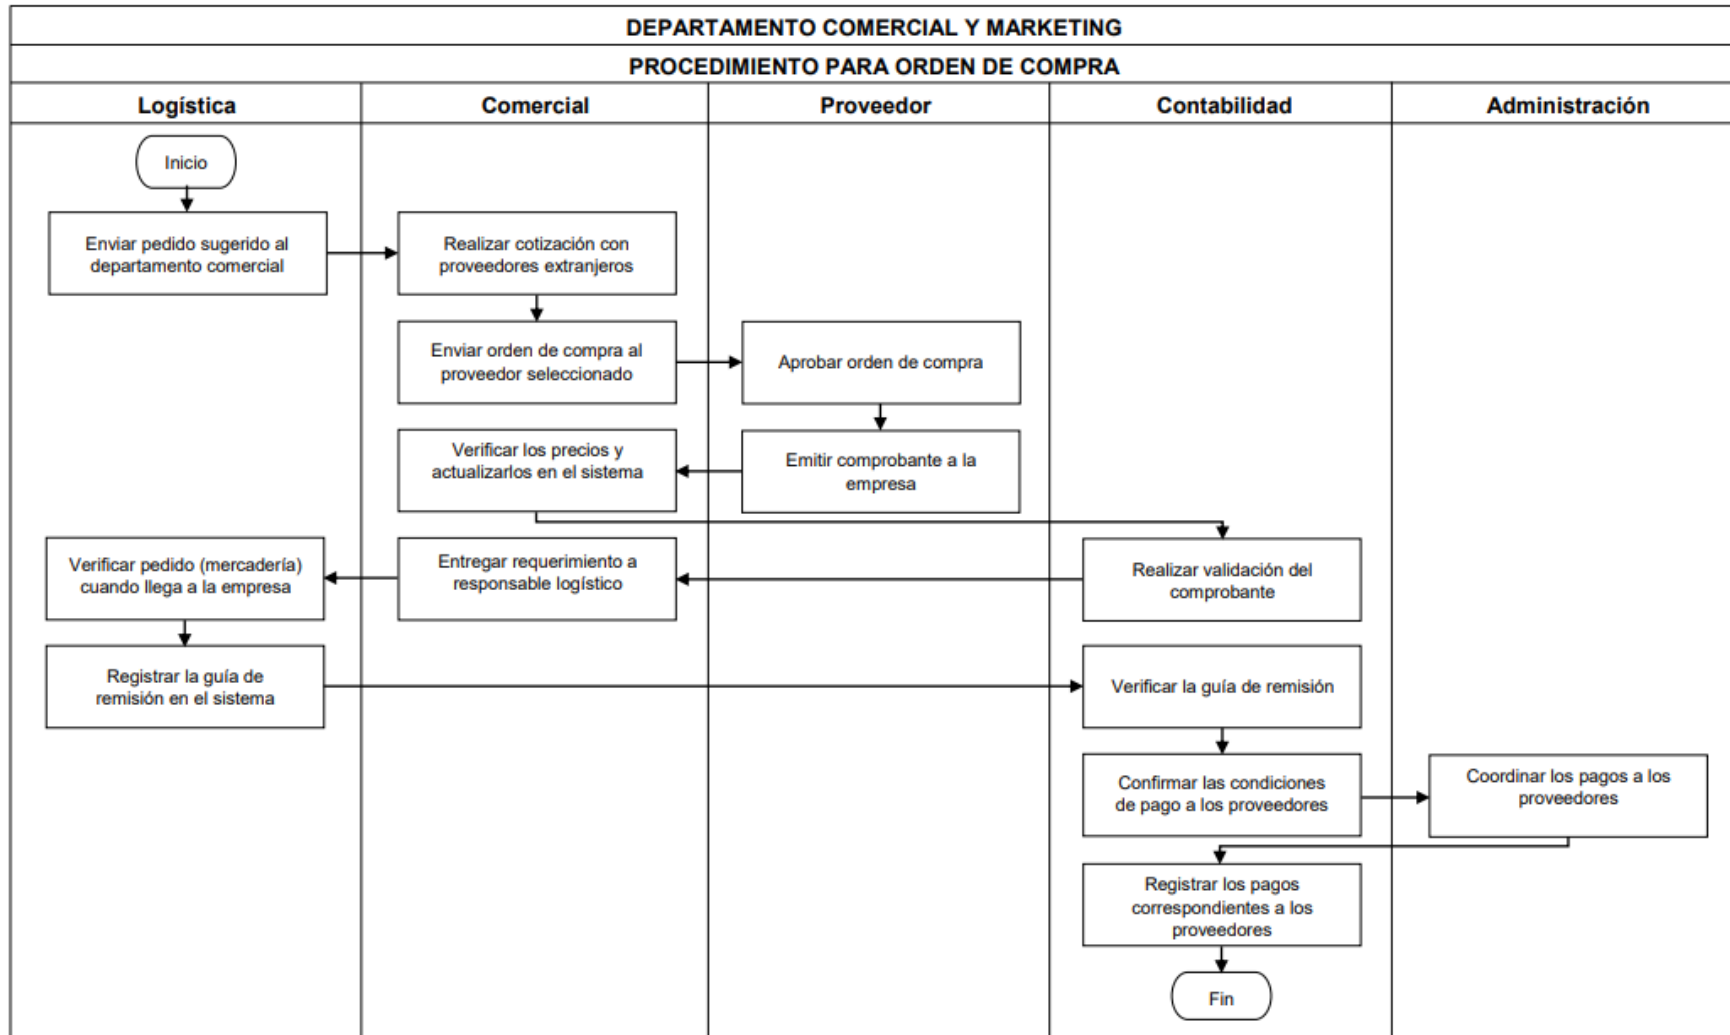 DEPARTAMENTO COMERCIAL Y MARKETING
PROCEDIMIENTO PARA ORDEN DE COMPRA
Logística
Comercial
Proveedor
Contabilidad
Administración
Inicio
Enviar pedido sugerido al
departamento comercial
Realizar cotización con
proveedores extranjeros
Enviar orden de compra al
proveedor seleccionado
Aprobar orden de compra
Verificar los precios y
actualizarlos en el sistema
Emitir comprobante a la
empresa
Verificar pedido (mercadería)
cuando llega a la empresa
Entregar requerimiento a
responsable logístico
Realizar validación del
comprobante
Registrar la guía de
remisión en el sistema
Verificar la guía de remisión
Confirmar las condiciones
de pago a los proveedores
Coordinar los pagos a los
proveedores
Registrar los pagos
correspondientes a los
proveedores
Fin